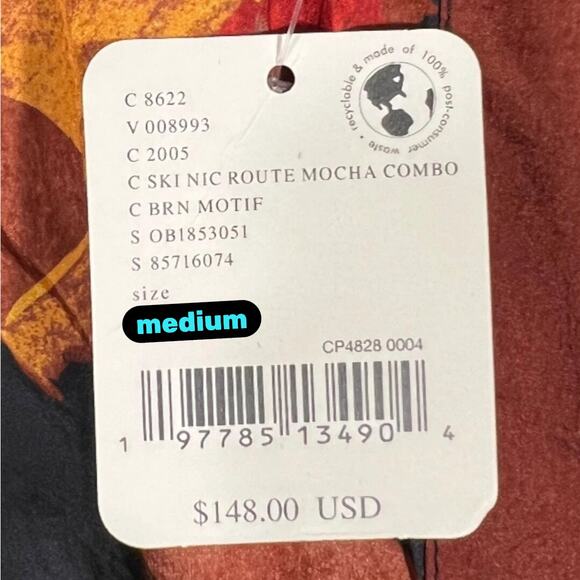 recyclable & made of 100% post-consumer waste •
C 8622
V 008993
C 2005
C SKI NIC ROUTE MOCHA COMBO
C BRN MOTIF
S OB1853051
S 85716074
size
medium
CP4828 0004
1 97785 13490 4
$148.00 USD